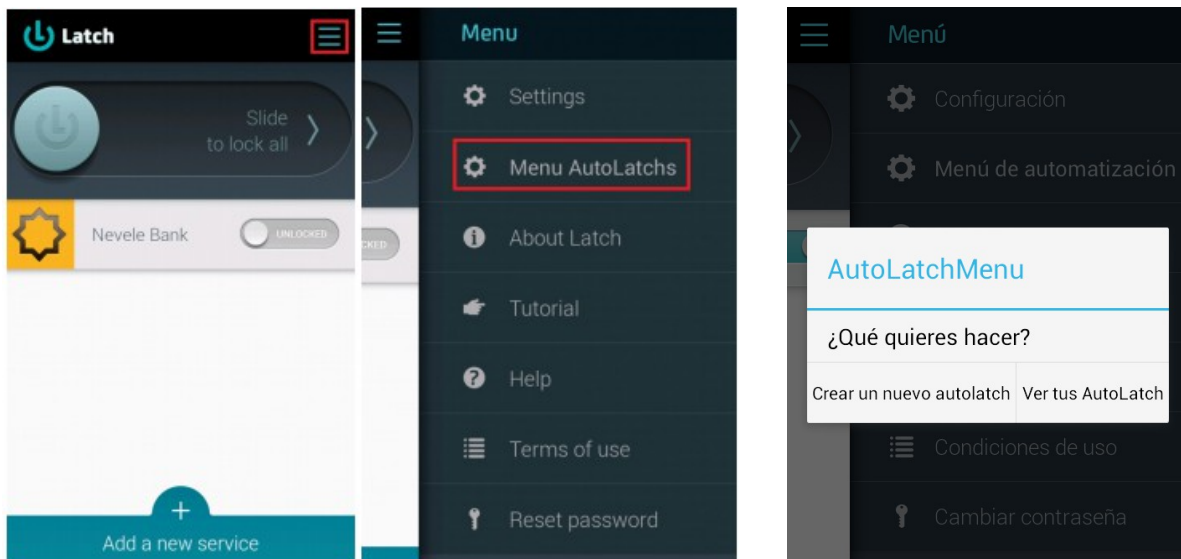 Latch
Slide
to lock all
Nevele Bank
UNLOCKED
Add a new service
Menu
Settings
Menu AutoLatchs
About Latch
CKED
Tutorial
Help
Terms of use
Reset password
Menú
Configuración
Menú de automatización
AutoLatchMenu
¿Qué quieres hacer?
Crear un nuevo autolatch
Ver tus AutoLatch
Condiciones de uso
Cambiar contraseña